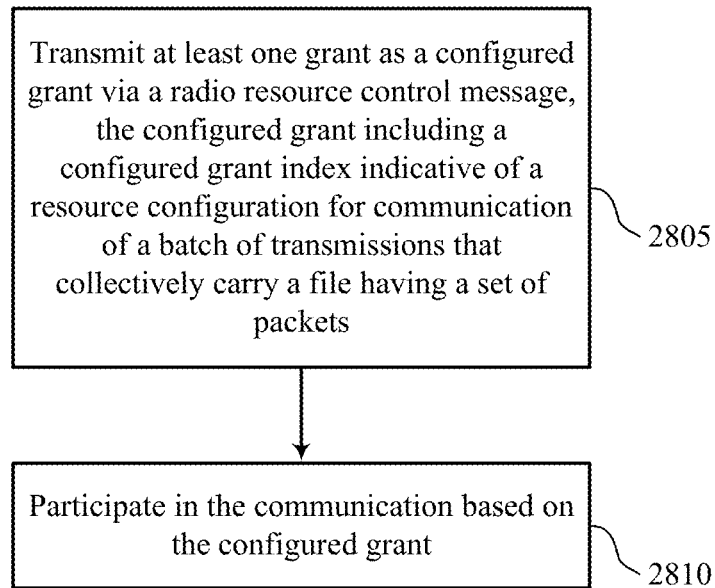 Transmit at least one grant as a configured
grant via a radio resource control message,
the configured grant including a
configured grant index indicative of a
resource configuration for communication
of a batch of transmissions that
collectively carry a file having a set of
packets
2805
Participate in the communication based on
the configured grant
2810